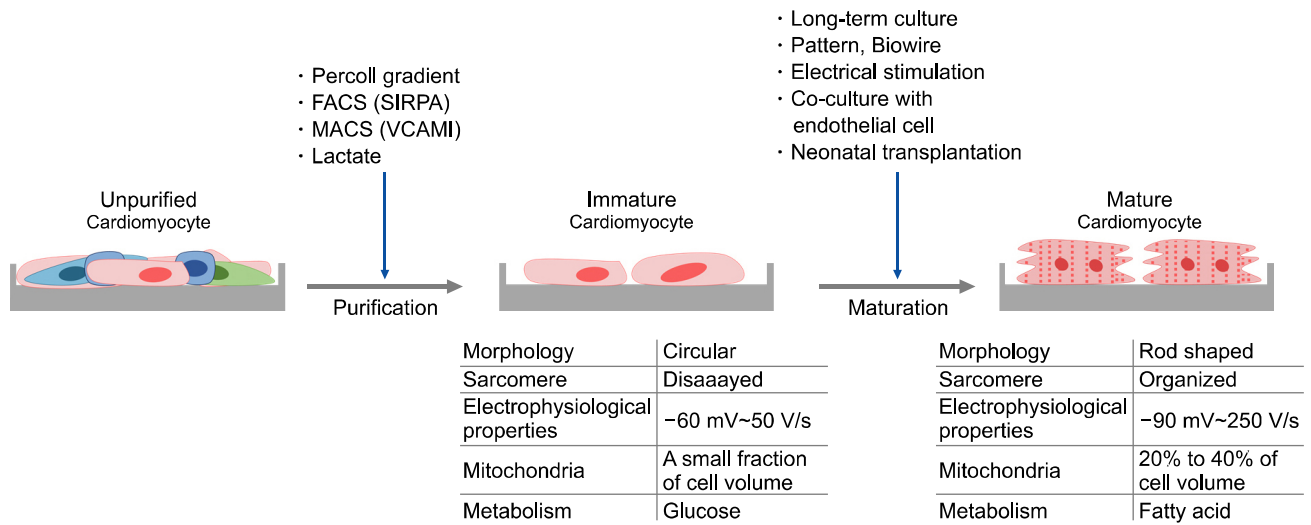 · Percoll gradient
· FACS (SIRPA)
· MACS (VCAMI)
· Lactate
· Long-term culture
· Pattern, Biowire
· Electrical stimulation
· Co-culture with
endothelial cell
· Neonatal transplantation
Unpurified
Cardiomyocyte
Purification
Immature
Cardiomyocyte
Maturation
Mature
Cardiomyocyte
Morphology Circular
Sarcomere Disaaayed
Electrophysiological
properties −60 mV~50 V/s
Mitochondria A small fraction
of cell volume
Metabolism Glucose
Morphology Rod shaped
Sarcomere Organized
Electrophysiological
properties −90 mV~250 V/s
Mitochondria 20% to 40% of
cell volume
Metabolism Fatty acid